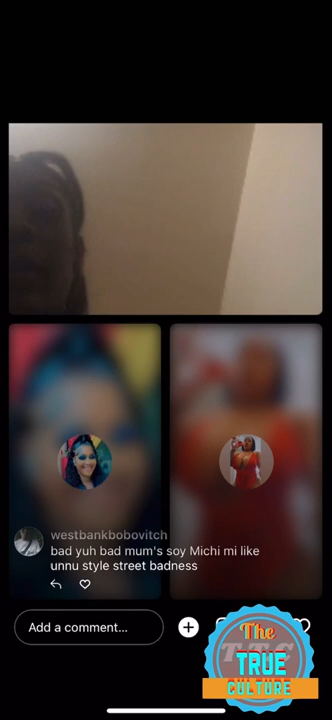 westbankbobovitch
bad yuh bad mum's soy Michi mi like
unnu style street badness
Add a comment...
The
T.T.C
TRUE
CULTURE